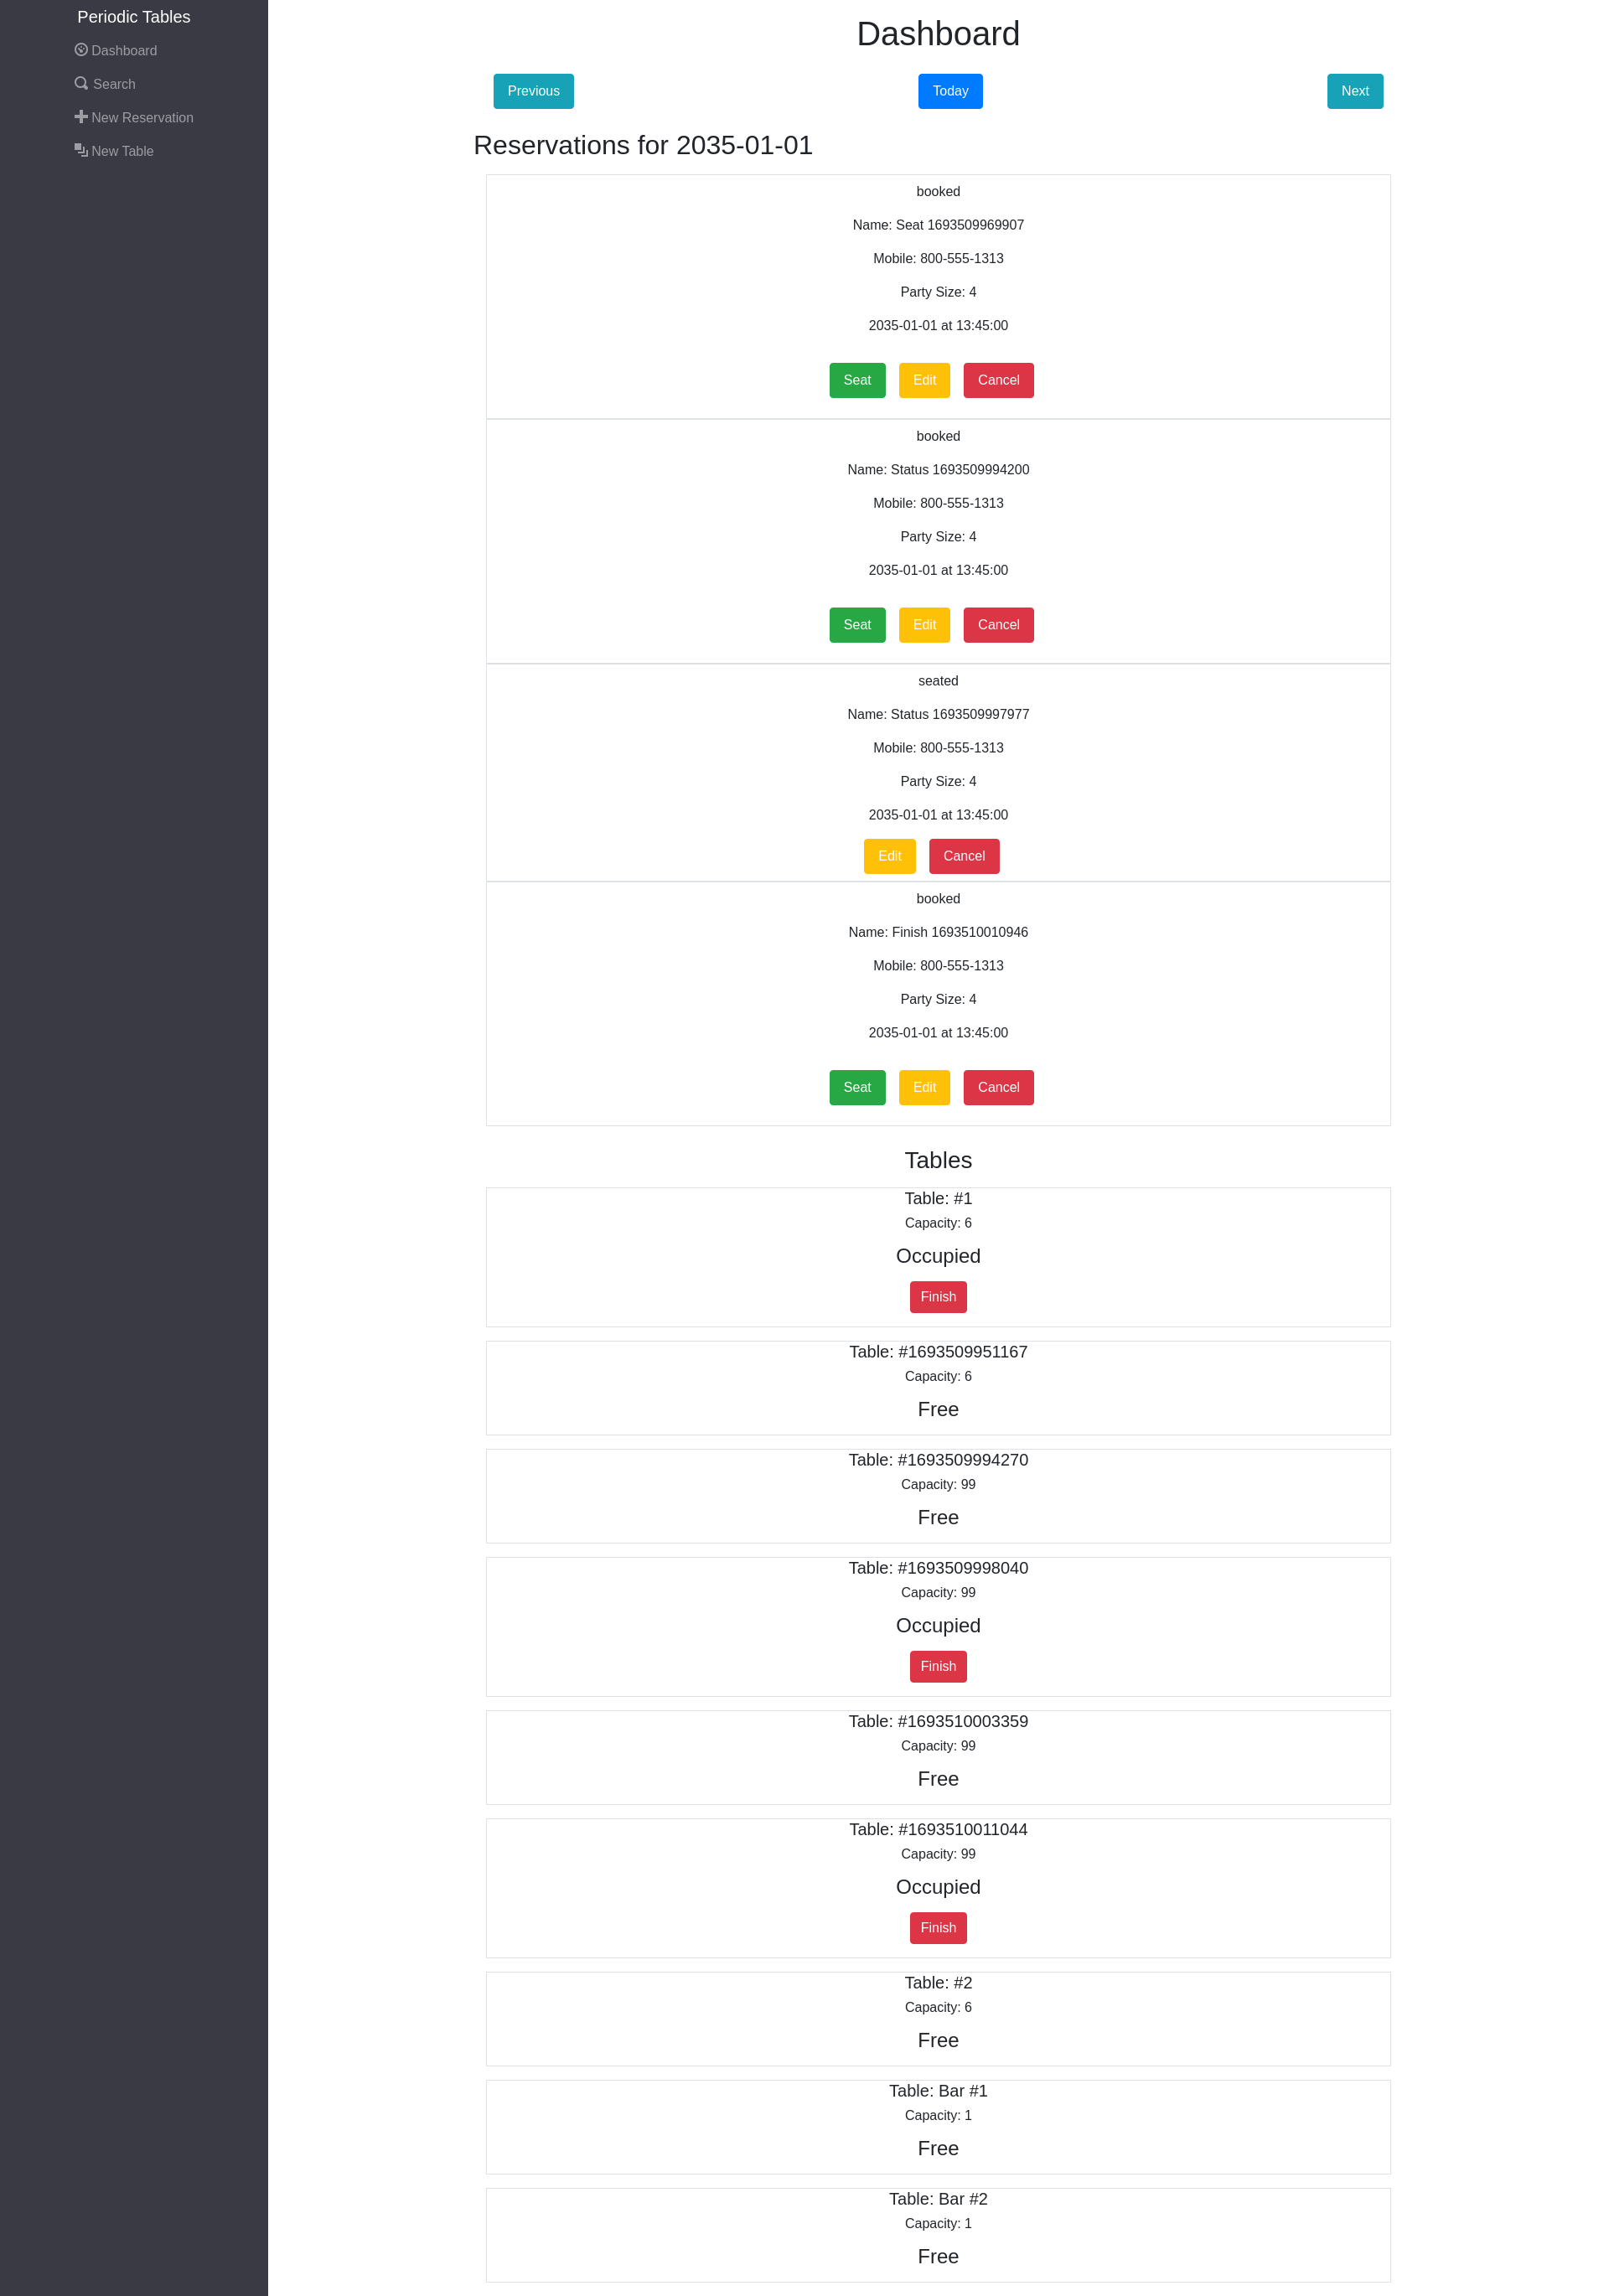 Periodic Tables
Dashboard
Search
New Reservation
New Table
Dashboard
Previous Today Next
Reservations for 2035-01-01
booked
Name: Seat 1693509969907
Mobile: 800-555-1313
Party Size: 4
2035-01-01 at 13:45:00
Seat Edit Cancel
booked
Name: Status 1693509994200
Mobile: 800-555-1313
Party Size: 4
2035-01-01 at 13:45:00
Seat Edit Cancel
seated
Name: Status 1693509997977
Mobile: 800-555-1313
Party Size: 4
2035-01-01 at 13:45:00
Edit Cancel
booked
Name: Finish 1693510010946
Mobile: 800-555-1313
Party Size: 4
2035-01-01 at 13:45:00
Seat Edit Cancel
Tables
Table: #1
Capacity: 6
Occupied
Finish
Table: #1693509951167
Capacity: 6
Free
Table: #1693509994270
Capacity: 99
Free
Table: #1693509998040
Capacity: 99
Occupied
Finish
Table: #1693510003359
Capacity: 99
Free
Table: #1693510011044
Capacity: 99
Occupied
Finish
Table: #2
Capacity: 6
Free
Table: Bar #1
Capacity: 1
Free
Table: Bar #2
Capacity: 1
Free